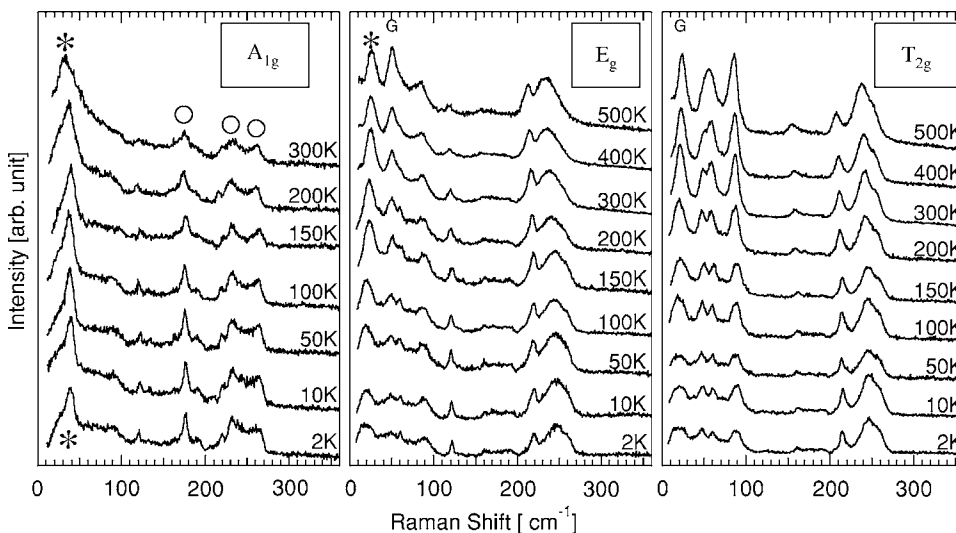 Intensity [arb. unit]
*
A1g
300K
200K
150K
100K
50K
10K
2K
*
0 100 200 300
G
*
Eg
500K
400K
300K
200K
150K
100K
50K
10K
2K
0 100 200 300
G
T2g
500K
400K
300K
200K
150K
100K
50K
10K
2K
0 100 200 300
Raman Shift [ cm-1]